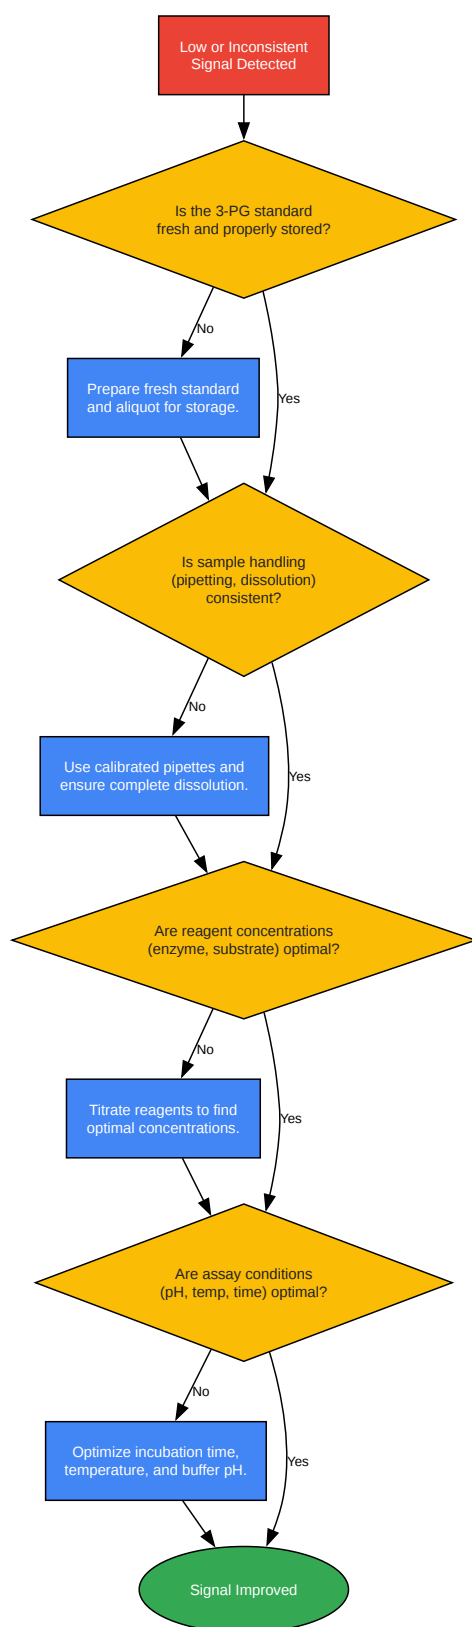 Low or Inconsistent
Signal Detected
Is the 3-PG standard
fresh and properly stored?
No
Prepare fresh standard
and aliquot for storage.
Yes
Is sample handling
(pipetting, dissolution)
consistent?
No
Use calibrated pipettes and
ensure complete dissolution.
Yes
Are reagent concentrations
(enzyme, substrate) optimal?
No
Titrate reagents to find
optimal concentrations.
Yes
Are assay conditions
(pH, temp, time) optimal?
No
Optimize incubation time,
temperature, and buffer pH.
Yes
Signal Improved